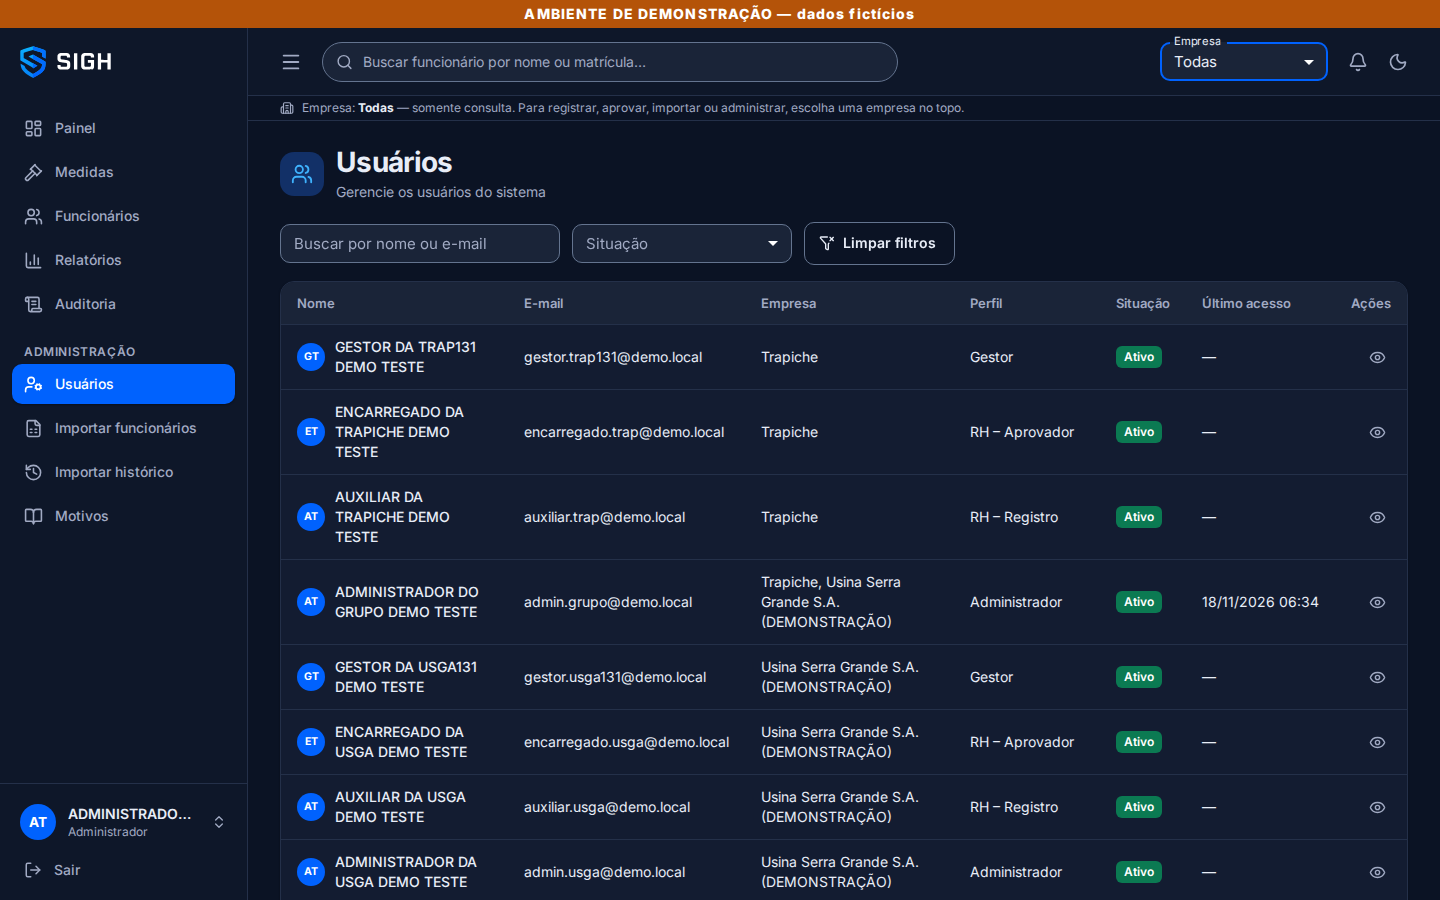 AMBIENTE DE DEMONSTRAÇÃO — dados fictícios
SIGH
Buscar funcionário por nome ou matrícula...
Empresa
Todas
Empresa: Todas — somente consulta. Para registrar, aprovar, importar ou administrar, escolha uma empresa no topo.
Painel
Medidas
Funcionários
Relatórios
Auditoria
ADMINISTRAÇÃO
Usuários
Importar funcionários
Importar histórico
Motivos
AT
ADMINISTRADO...
Administrador
Sair
Usuários
Gerencie os usuários do sistema
Buscar por nome ou e-mail
Situação
Limpar filtros
Nome E-mail Empresa Perfil Situação Último acesso Ações
GT GESTOR DA TRAP131
DEMO TESTE
gestor.trap131@demo.local
Trapiche
Gestor
Ativo
—
ET ENCARREGADO DA
TRAPICHE DEMO
TESTE
encarregado.trap@demo.local
Trapiche
RH – Aprovador
Ativo
—
AT AUXILIAR DA
TRAPICHE DEMO
TESTE
auxiliar.trap@demo.local
Trapiche
RH – Registro
Ativo
—
AT ADMINISTRADOR DO
GRUPO DEMO TESTE
admin.grupo@demo.local
Trapiche, Usina Serra
Grande S.A.
(DEMONSTRAÇÃO)
Administrador
Ativo
18/11/2026 06:34
GT GESTOR DA USGA131
DEMO TESTE
gestor.usga131@demo.local
Usina Serra Grande S.A.
(DEMONSTRAÇÃO)
Gestor
Ativo
—
ET ENCARREGADO DA
USGA DEMO TESTE
encarregado.usga@demo.local
Usina Serra Grande S.A.
(DEMONSTRAÇÃO)
RH – Aprovador
Ativo
—
AT AUXILIAR DA USGA
DEMO TESTE
auxiliar.usga@demo.local
Usina Serra Grande S.A.
(DEMONSTRAÇÃO)
RH – Registro
Ativo
—
AT ADMINISTRADOR DA
USGA DEMO TESTE
admin.usga@demo.local
Usina Serra Grande S.A.
(DEMONSTRAÇÃO)
Administrador
Ativo
—